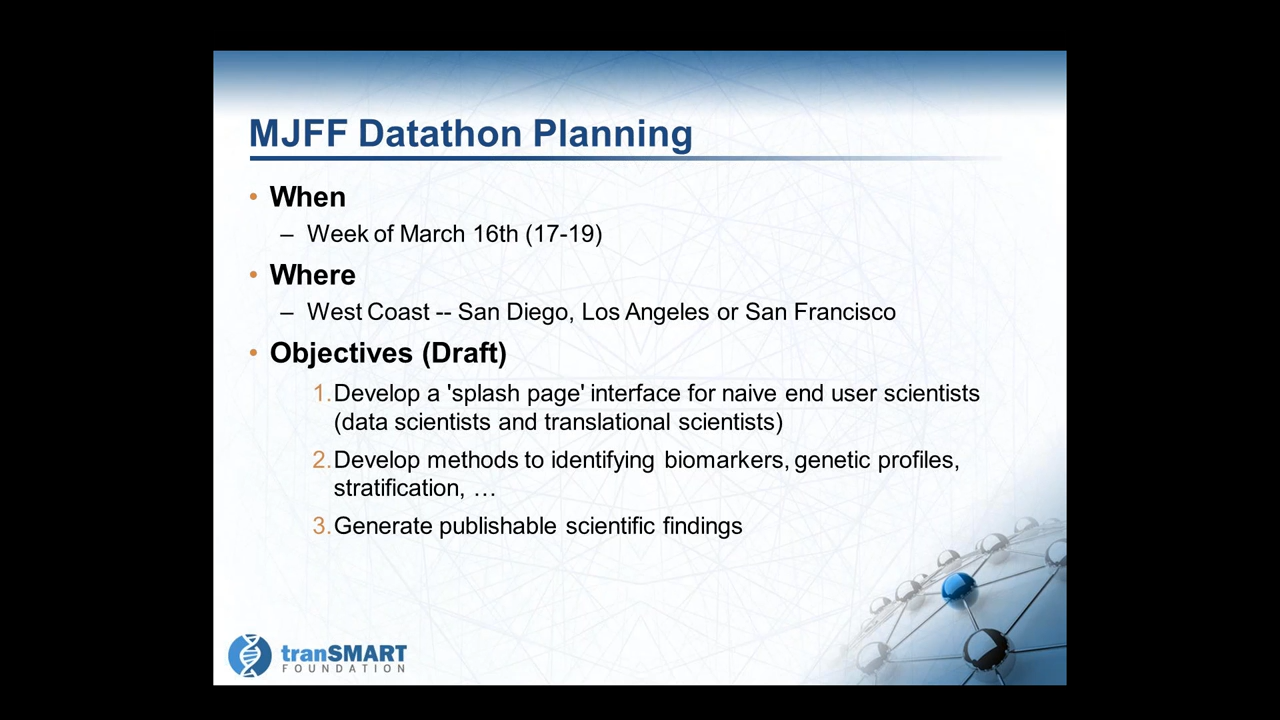 MJFF Datathon Planning
• When
– Week of March 16th (17-19)
• Where
– West Coast -- San Diego, Los Angeles or San Francisco
• Objectives (Draft)
1. Develop a 'splash page' interface for naive end user scientists
(data scientists and translational scientists)
2. Develop methods to identifying biomarkers, genetic profiles,
stratification, …
3. Generate publishable scientific findings
tranSMART
FOUNDATION